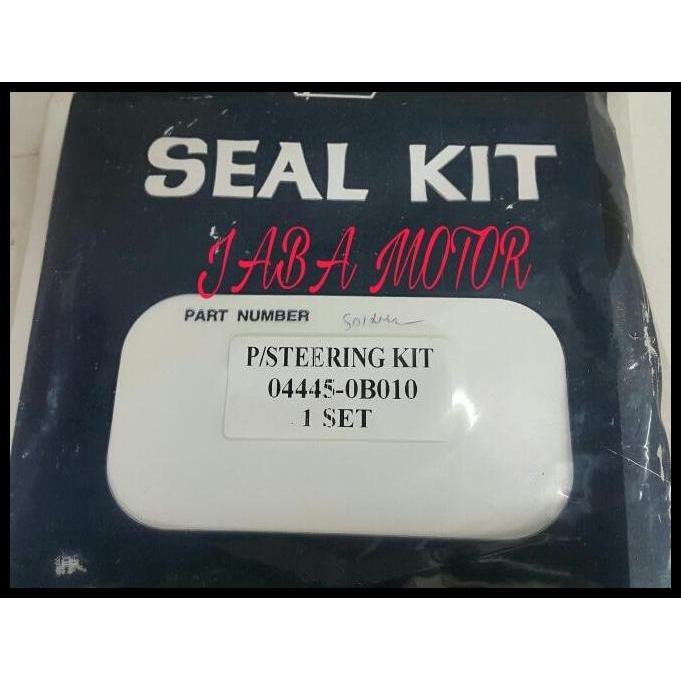 SEAL KIT
JABA MOTOR
PART NUMBER
P/STEERING KIT
04445-0B010
1 SET